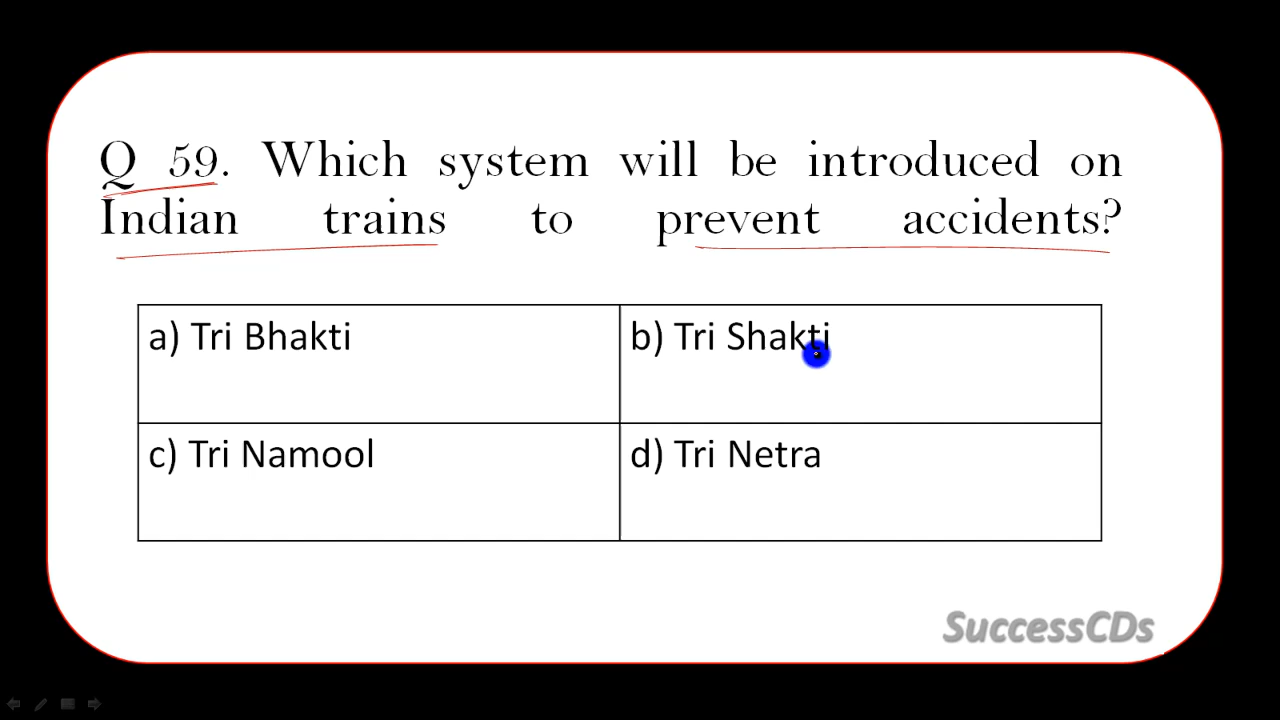 Q 59. Which system will be introduced on
Indian trains to prevent accidents?
a) Tri Bhakti
b) Tri Shakti
c) Tri Namool
d) Tri Netra
SuccessCDs